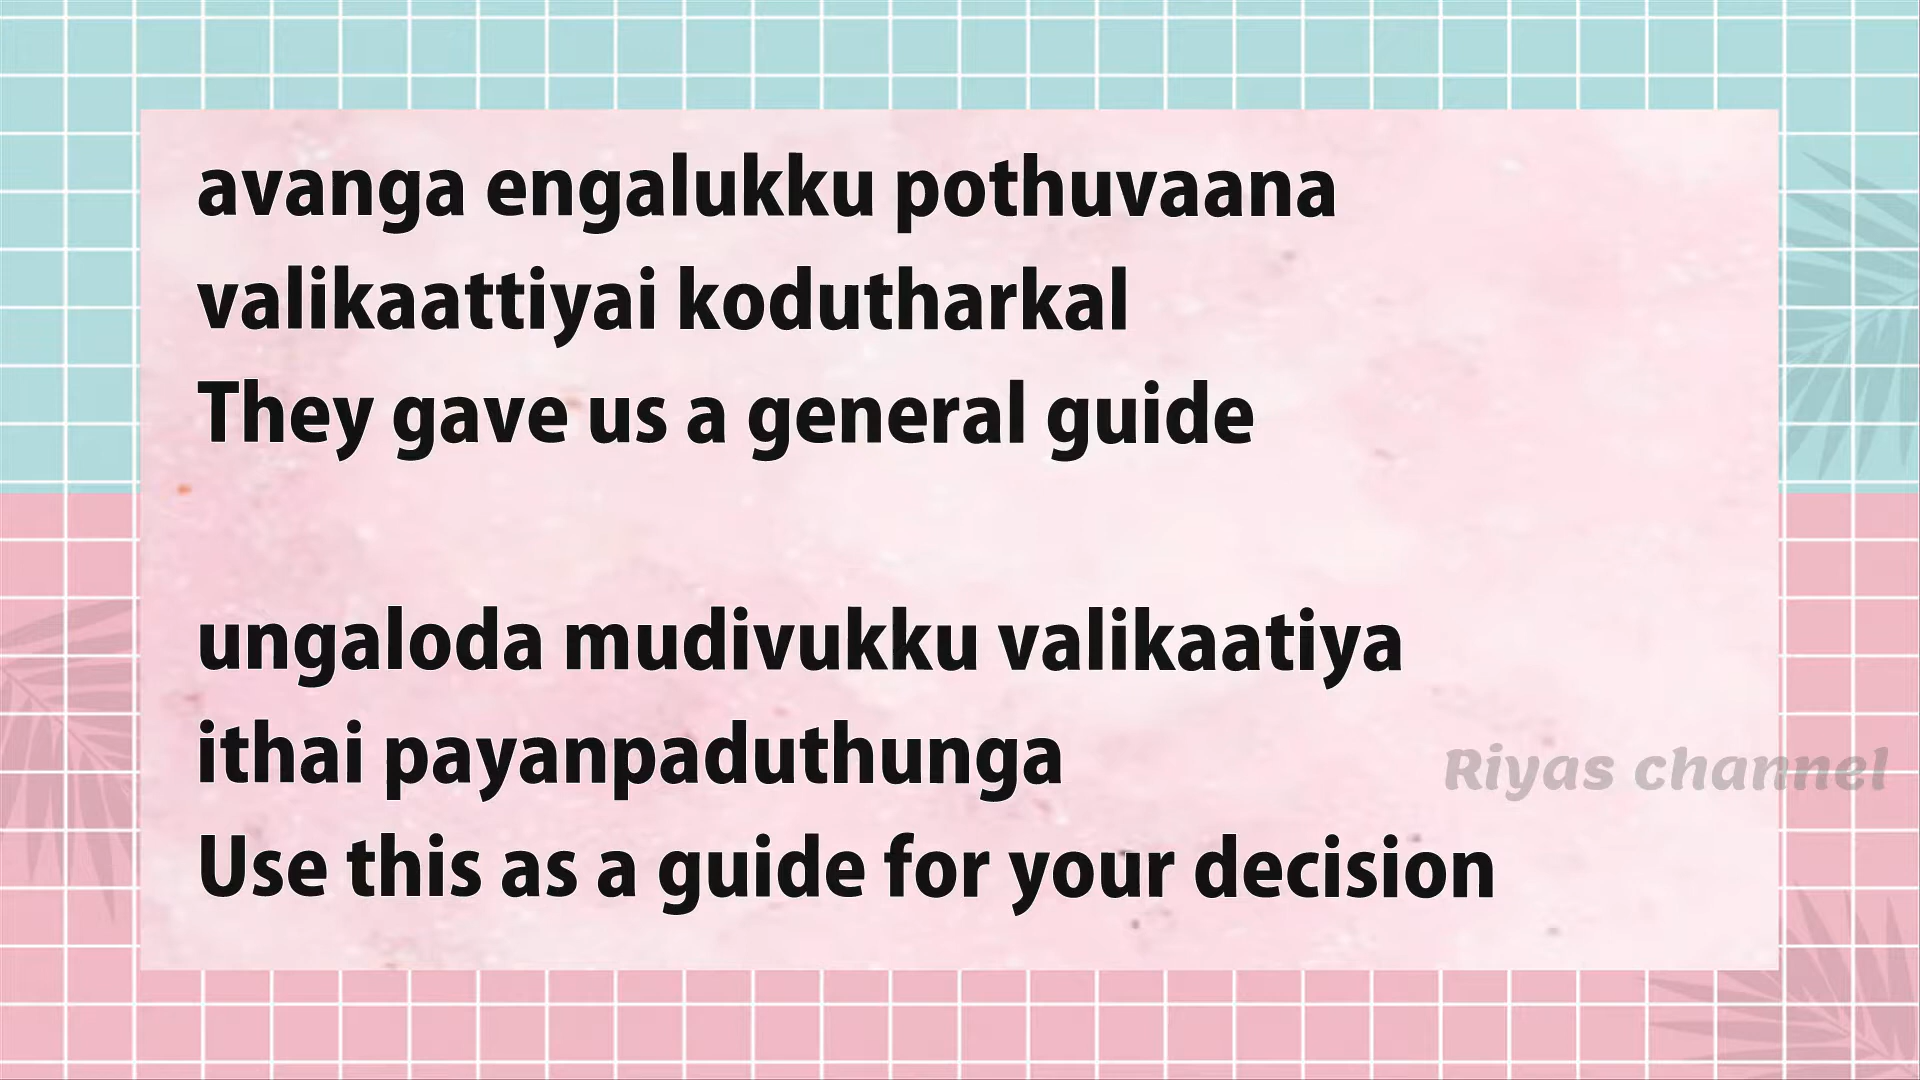 avanga engalukku pothuvaana
valikaattiyai kodutharkal
They gave us a general guide
ungaloda mudivukku valikaatiya
ithai payanpaduthunga
Riyas channel
Use this as a guide for your decision